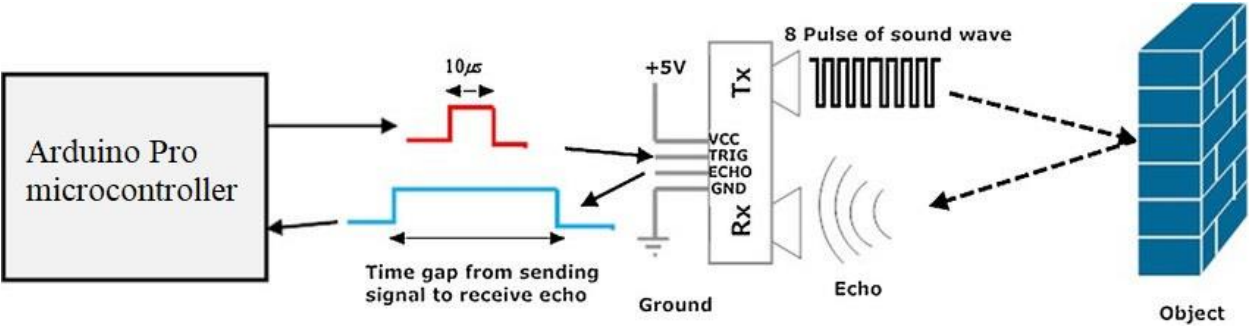 8 Pulse of sound wave
10μs
+5V
Tx
Arduino Pro
microcontroller
VCC
TRIG
ECHO
GND
Rx
Time gap from sending
signal to receive echo
Ground
Echo
Object